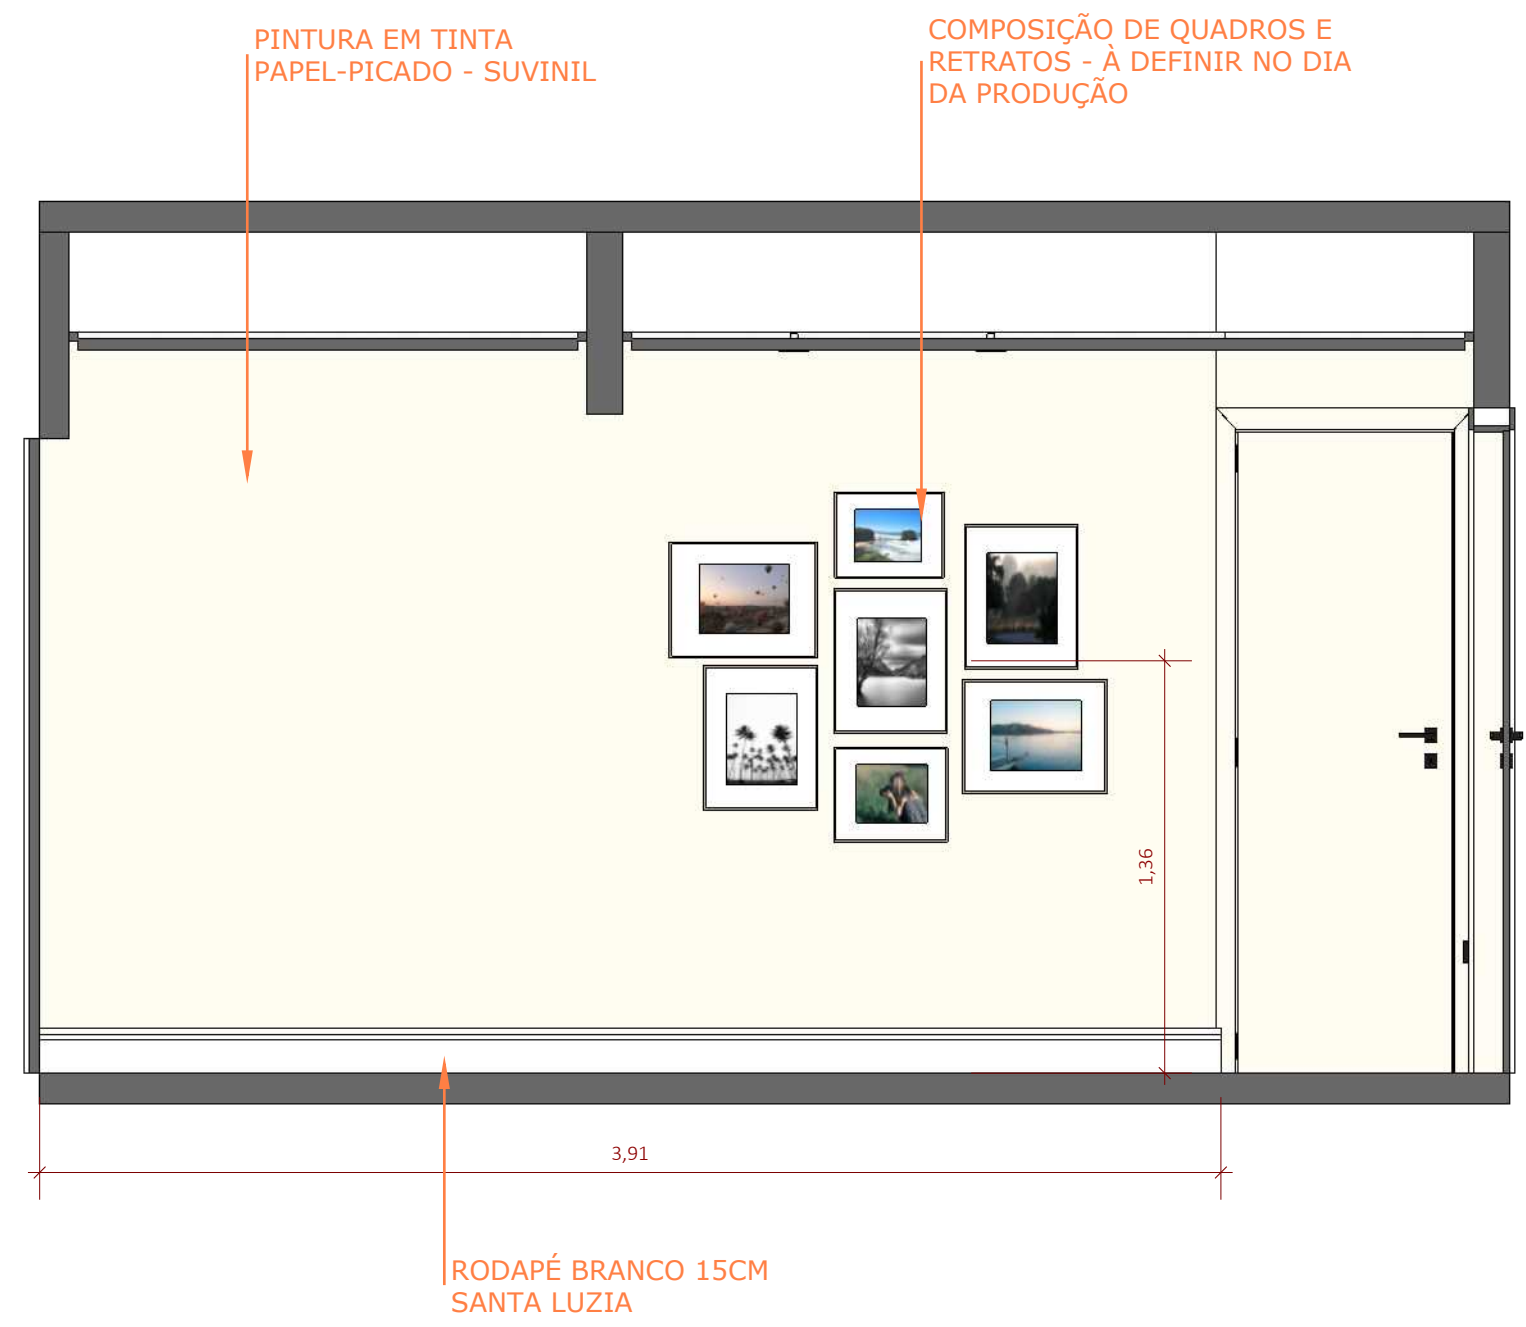 PINTURA EM TINTA
PAPEL-PICADO - SUVINIL
COMPOSIÇÃO DE QUADROS E
RETRATOS - À DEFINIR NO DIA
DA PRODUÇÃO
1,36
3,91
RODAPÉ BRANCO 15CM
SANTA LUZIA